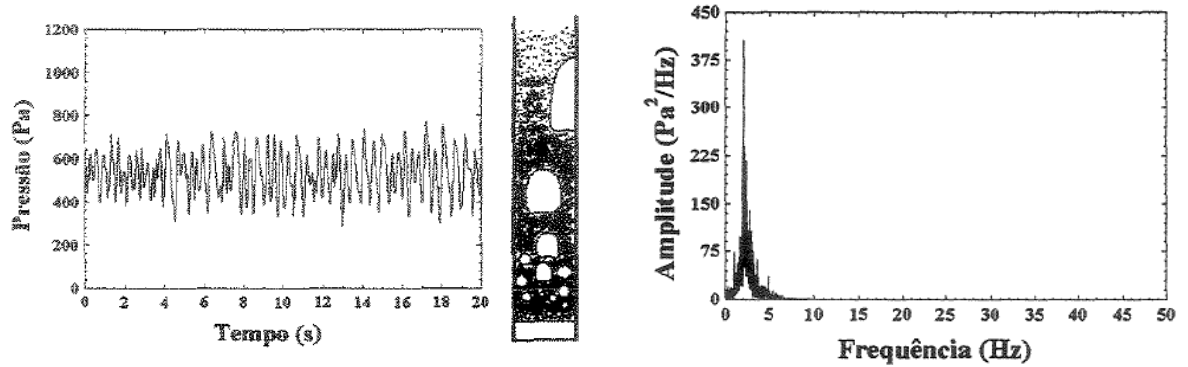 1200
1000
800
600
400
200
0
0 2 4 6 8 10 12 14 16 18 20
Pressão (Pa)
Tempo (s)
450
375
300
225
150
75
0
0 5 10 15 20 25 30 35 40 45 50
Amplitude (Pa²/Hz)
Frequência (Hz)